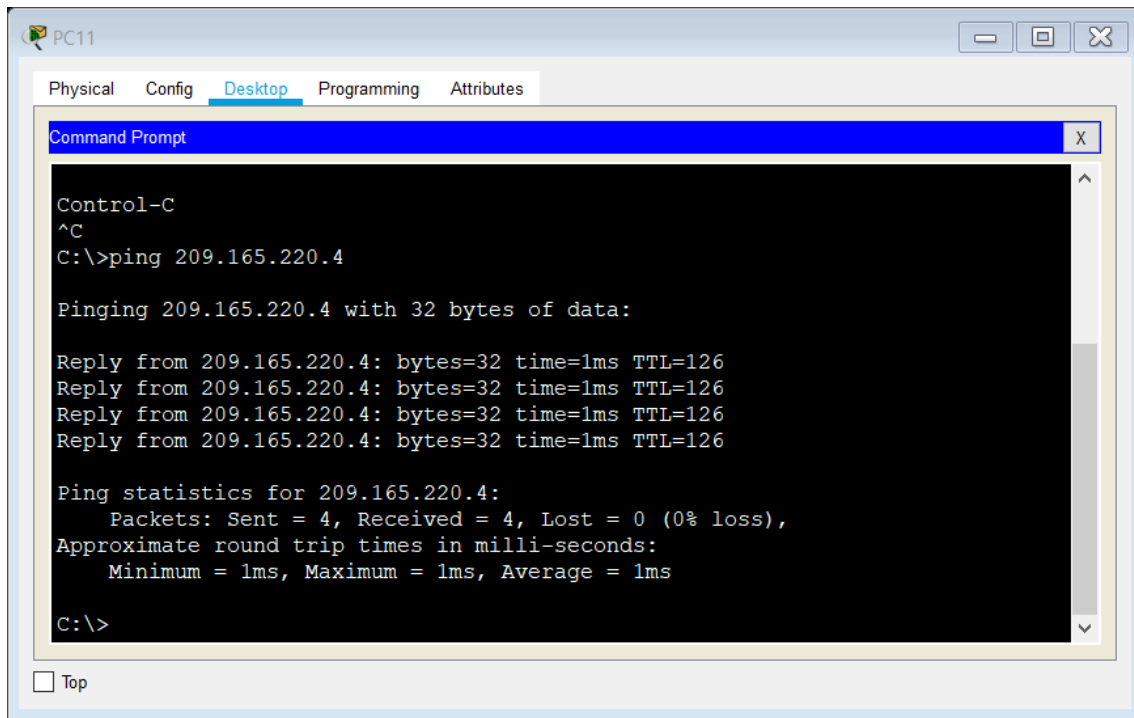 PC11
Physical Config Desktop Programming Attributes
Command Prompt
X
Control-C
^C
C:\>ping 209.165.220.4
Pinging 209.165.220.4 with 32 bytes of data:
Reply from 209.165.220.4: bytes=32 time=1ms TTL=126
Reply from 209.165.220.4: bytes=32 time=1ms TTL=126
Reply from 209.165.220.4: bytes=32 time=1ms TTL=126
Reply from 209.165.220.4: bytes=32 time=1ms TTL=126
Ping statistics for 209.165.220.4:
Packets: Sent = 4, Received = 4, Lost = 0 (0% loss),
Approximate round trip times in milli-seconds:
Minimum = 1ms, Maximum = 1ms, Average = 1ms
C:\>
Top